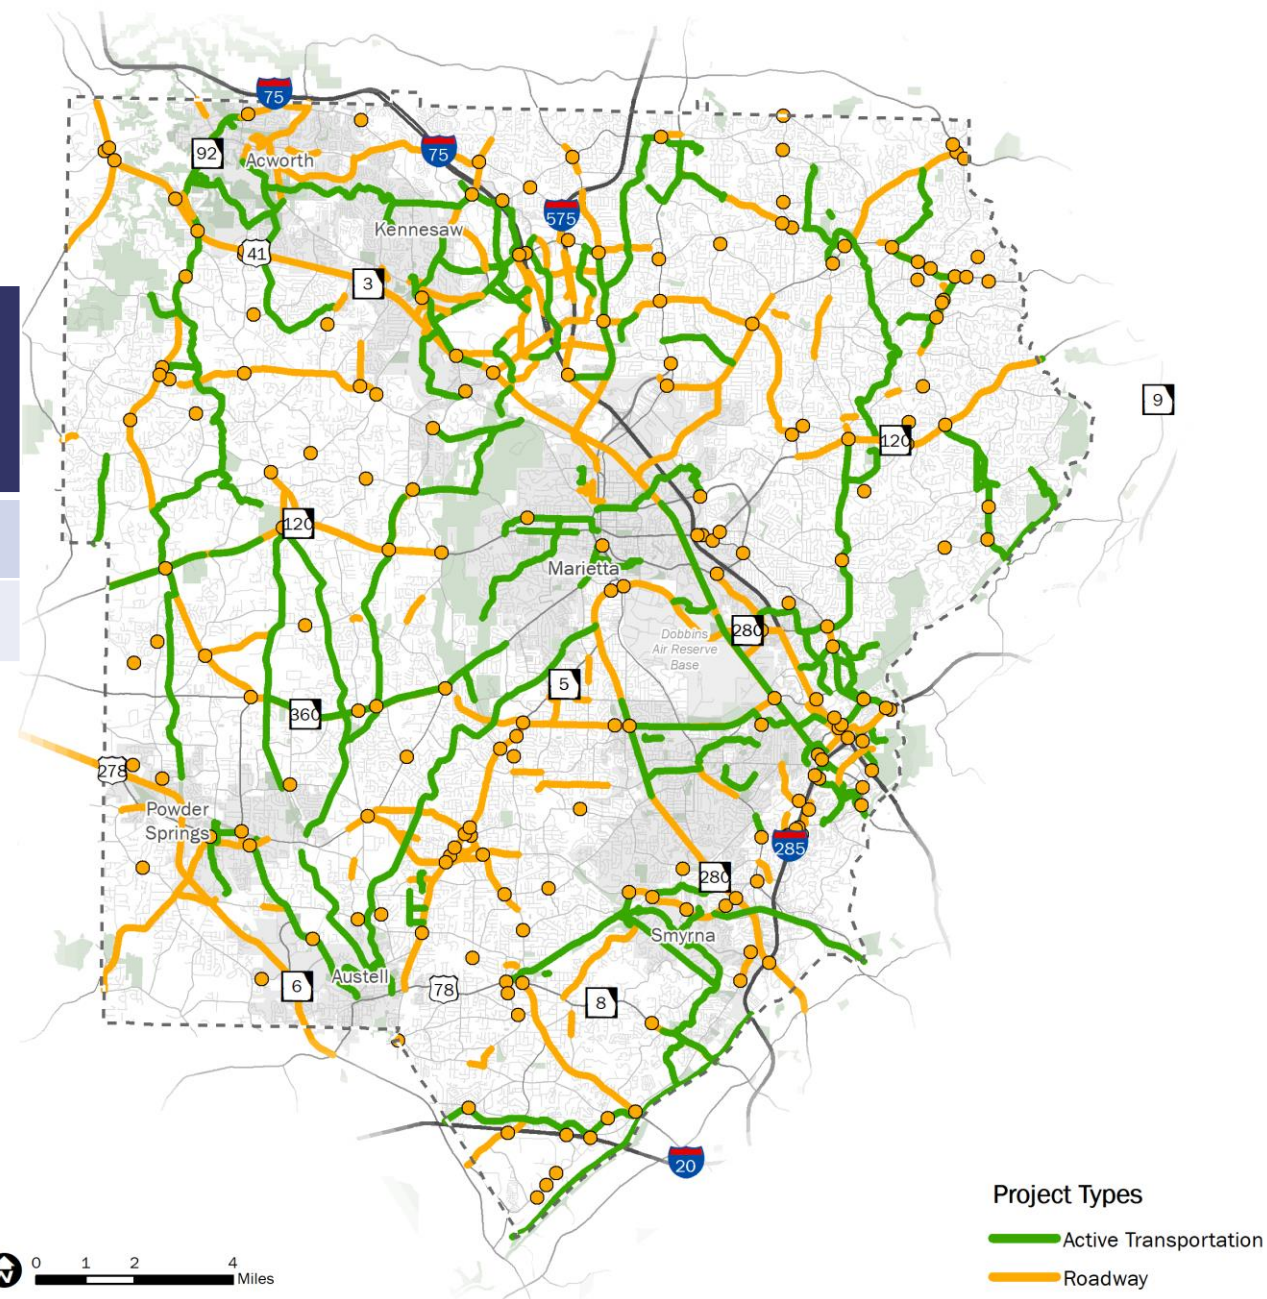 75
92
Acworth
75
575
Kennesaw
41
3
9
120
120
Marietta
280
Dobbins
Air Reserve
Base
5
360
278
Powder
Springs
285
280
Smyrna
Austell
6
78
8
20
Project Types
Active Transportation
Roadway
N
0 1 2 4
Miles